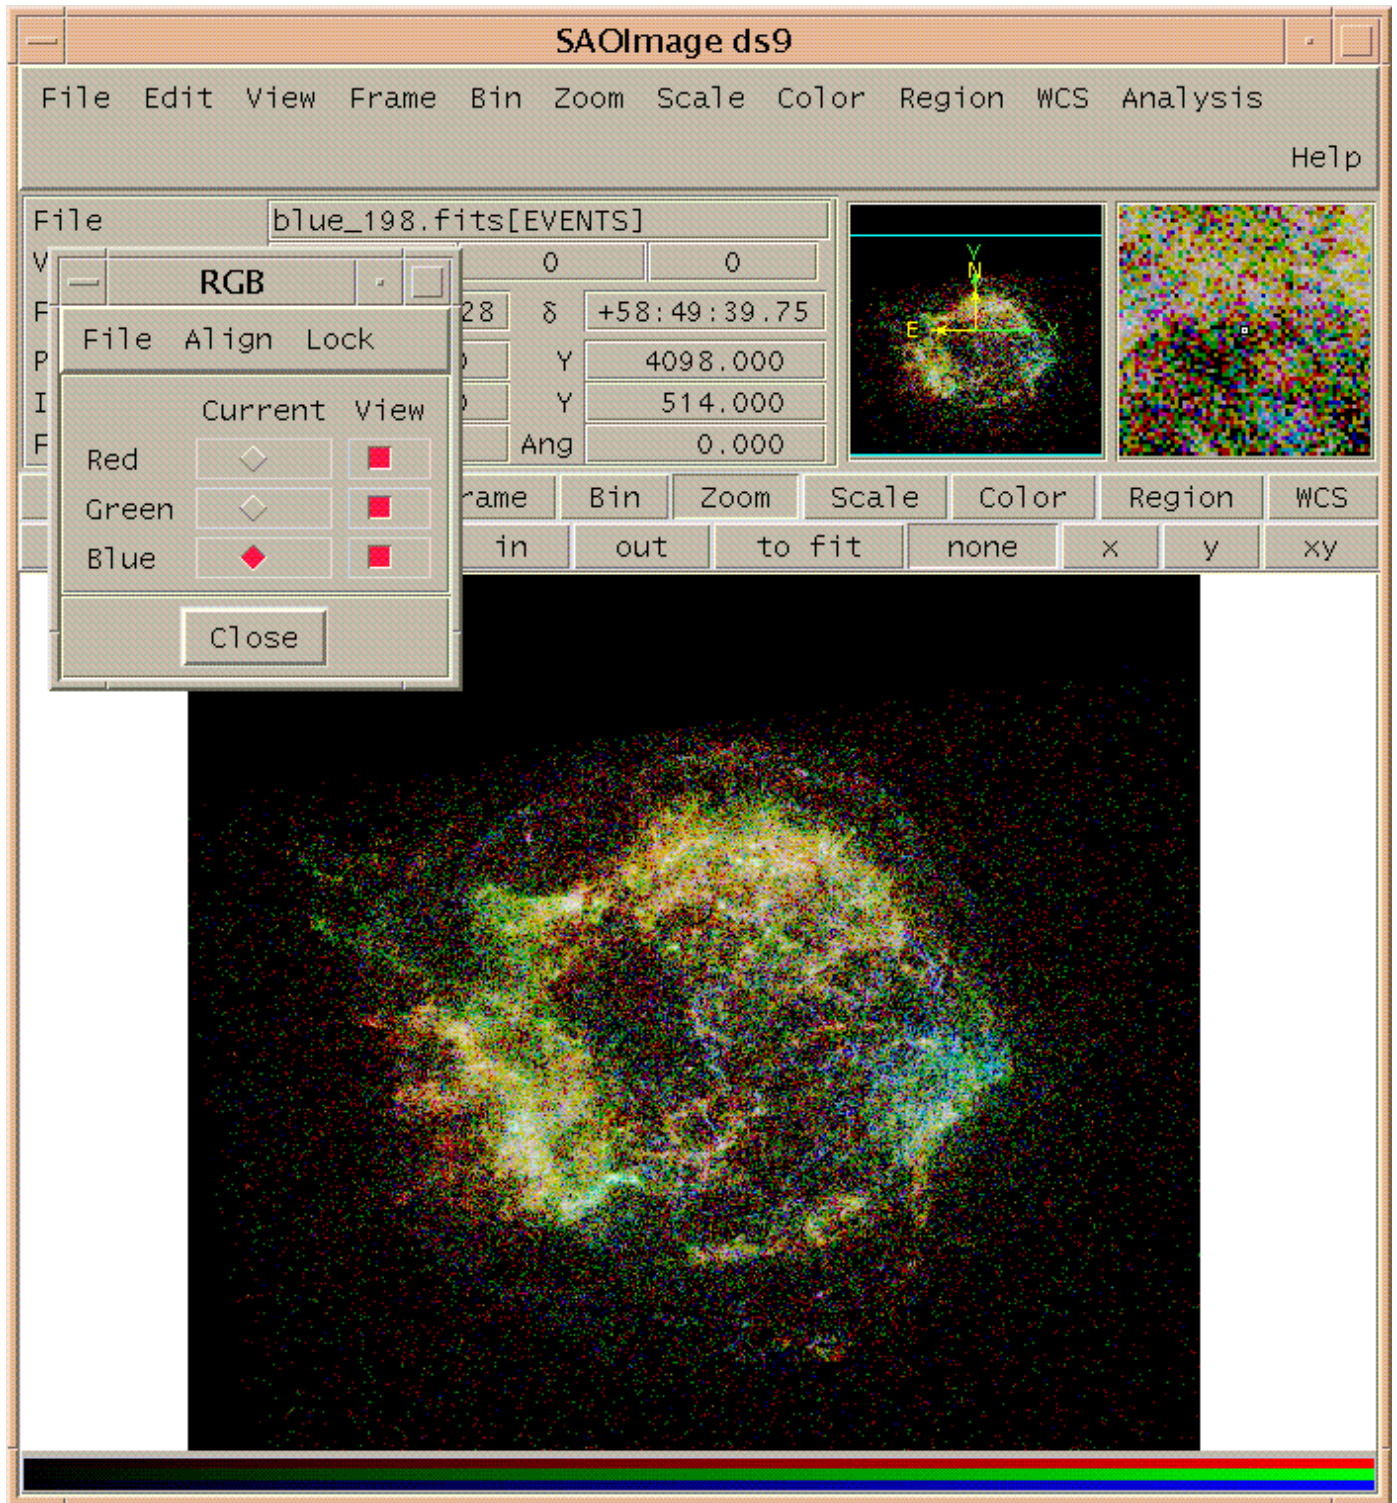 SAOImage ds9
File Edit View Frame Bin Zoom Scale Color Region WCS Analysis
Help
File blue_198.fits[EVENTS]
V 0 0
F 28 δ +58:49:39.75
P Y 4098.000
I Y 514.000
F Ang 0.000
RGB
File Align Lock
Current View
Red
Green
Blue
Close
Y
N
E X
rame Bin Zoom Scale Color Region WCS
in out to fit none x y xy